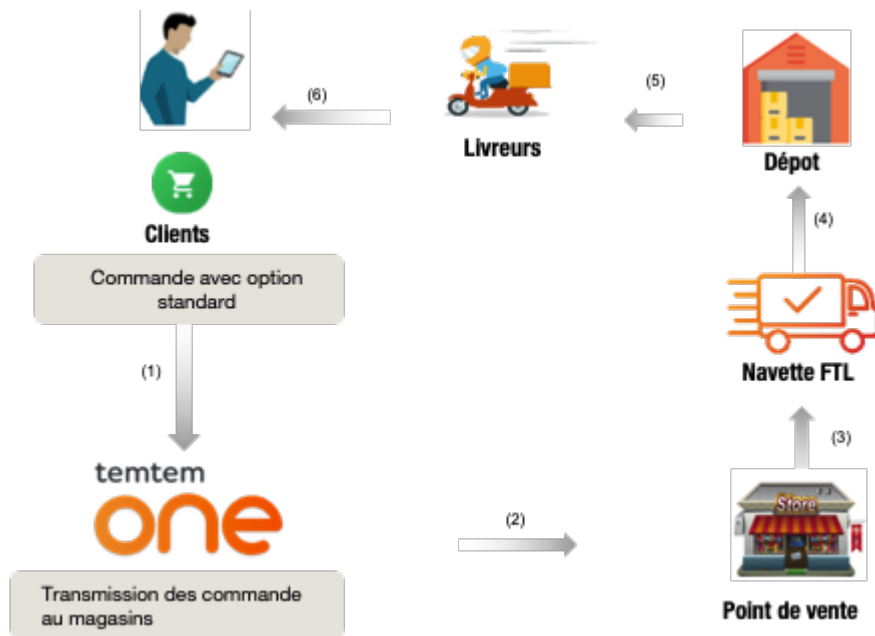 (6)
(5)
Livreurs
Dépot
Clients
(4)
Commande avec option
standard
Navette FTL
(1)
(3)
temtem
one
Store
(2)
Transmission des commande
au magasins
Point de vente